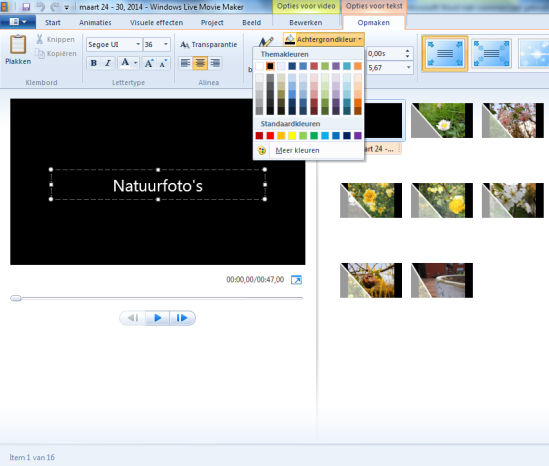 maart 24 - 30, 2014 - Windows Live Movie Maker
Opties voor video
Opties voor tekst
Start Animaties Visuele effecten Project Beeld Bewerken Opmaken
Plakken
Knippen
Kopiëren
Segoe UI 36
B I A A A
Transparantie
Achtergrondkleur
0,00s
5,67
Klembord Lettertype Alinea
Themakleuren
Standaardkleuren
Meer kleuren
art 24 -...
Natuurfoto's
00:00,00/00:47,00
Item 1 van 16